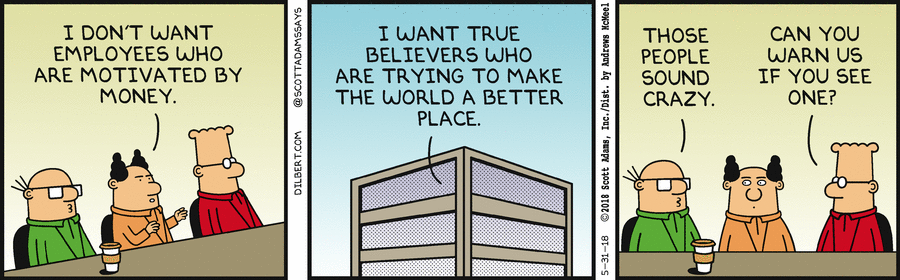 I DON'T WANT
EMPLOYEES WHO
ARE MOTIVATED BY
MONEY.
DILBERT.COM @SCOTTADAMSSAYS
I WANT TRUE
BELIEVERS WHO
ARE TRYING TO MAKE
THE WORLD A BETTER
PLACE.
5-31-18 ©2018 Scott Adams, Inc./Dist. by Andrews McMeel
THOSE
PEOPLE
SOUND
CRAZY.
CAN YOU
WARN US
IF YOU SEE
ONE?